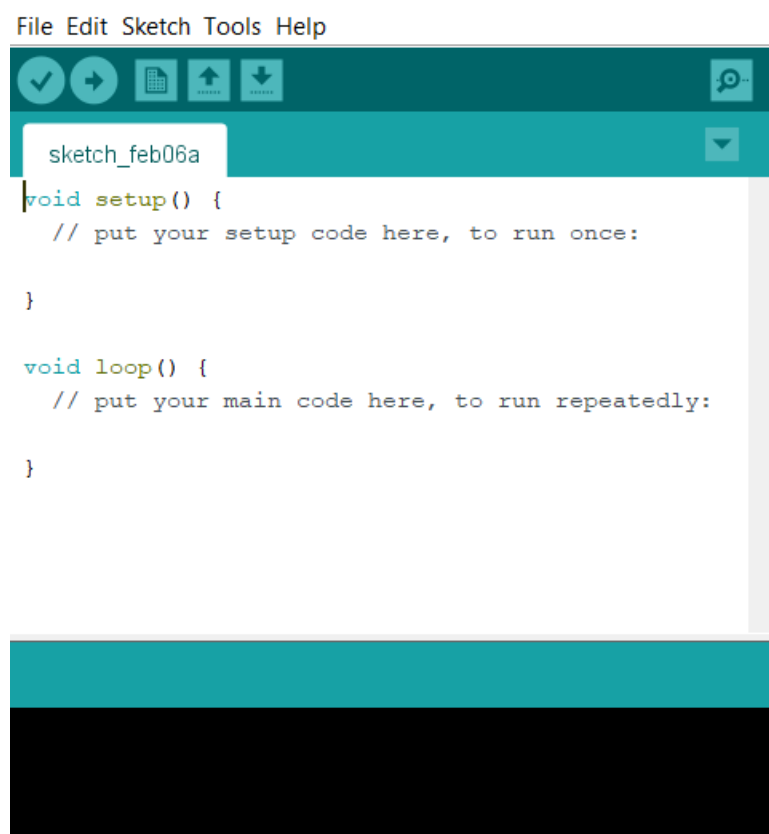 File Edit Sketch Tools Help
sketch_feb06a
void setup() {
  // put your setup code here, to run once:
}
void loop() {
  // put your main code here, to run repeatedly:
}